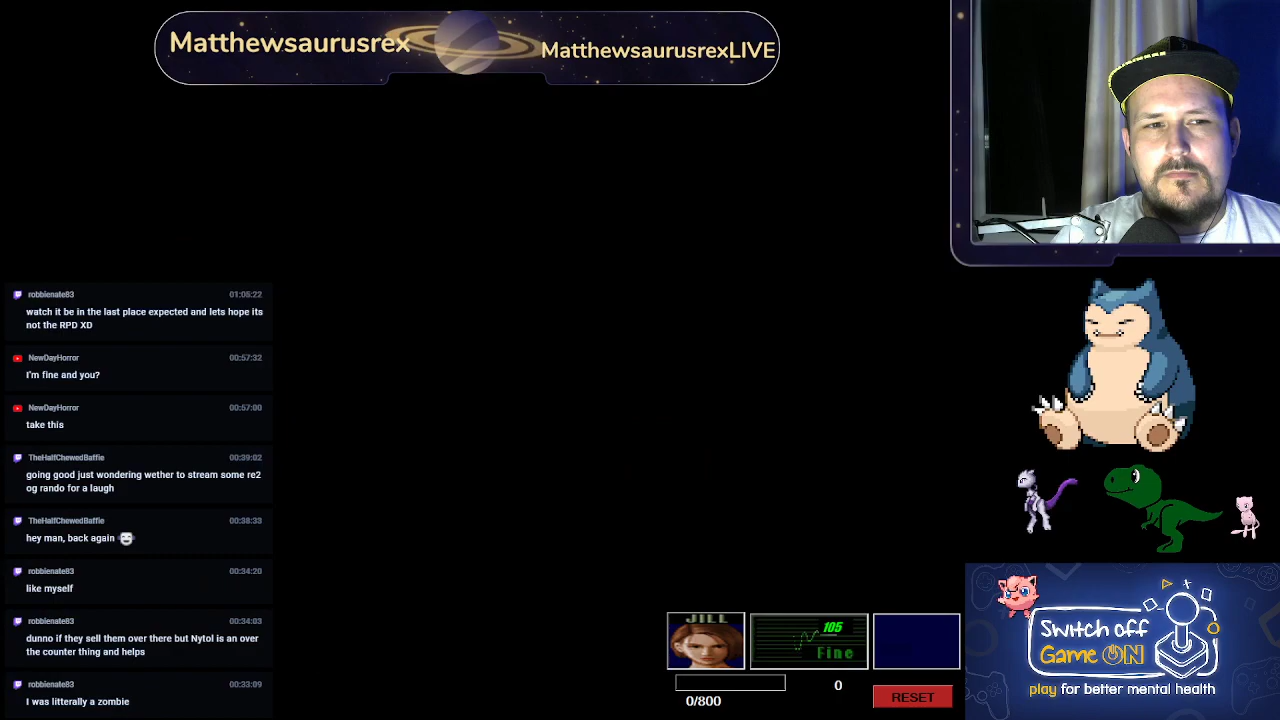 Matthewsaurusrex
MatthewsaurusrexLIVE
robbienate83 01:05:22
watch it be in the last place expected and lets hope its
not the RPD XD
NewDayHorror 00:57:32
I'm fine and you?
NewDayHorror 00:57:00
take this
TheHalfChewedBaffie 00:39:02
going good just wondering wether to stream some re2
og rando for a laugh
TheHalfChewedBaffie 00:38:33
hey man, back again
robbienate83 00:34:20
like myself
robbienate83 00:34:03
dunno if they sell them over there but Nytol is an over
the counter thing and helps
robbienate83 00:33:09
I was litterally a zombie
JILL
105
Fine
0/800
0
RESET
Switch off
Game ON
play for better mental health